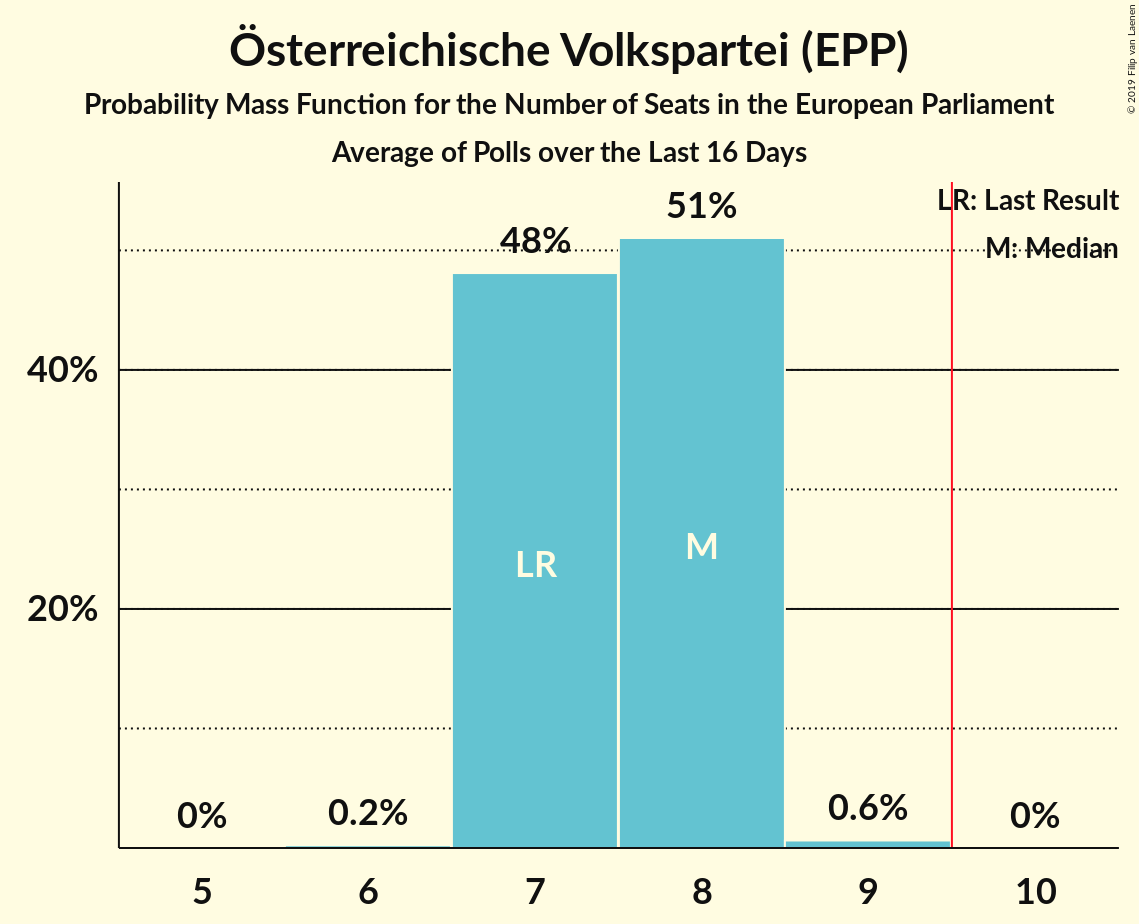 Österreichische Volkspartei (EPP)
Probability Mass Function for the Number of Seats in the European Parliament
Average of Polls over the Last 16 Days
© 2019 Filip van Laenen
LR: Last Result
M: Median
51%
48%
40%
20%
LR
M
0%
0.2%
0.6%
0%
5
6
7
8
9
10